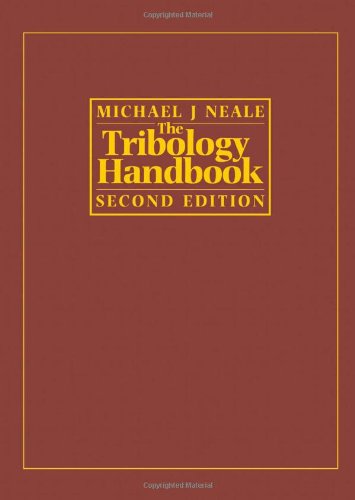 MICHAEL J NEALE
The
Tribology
Handbook
SECOND EDITION